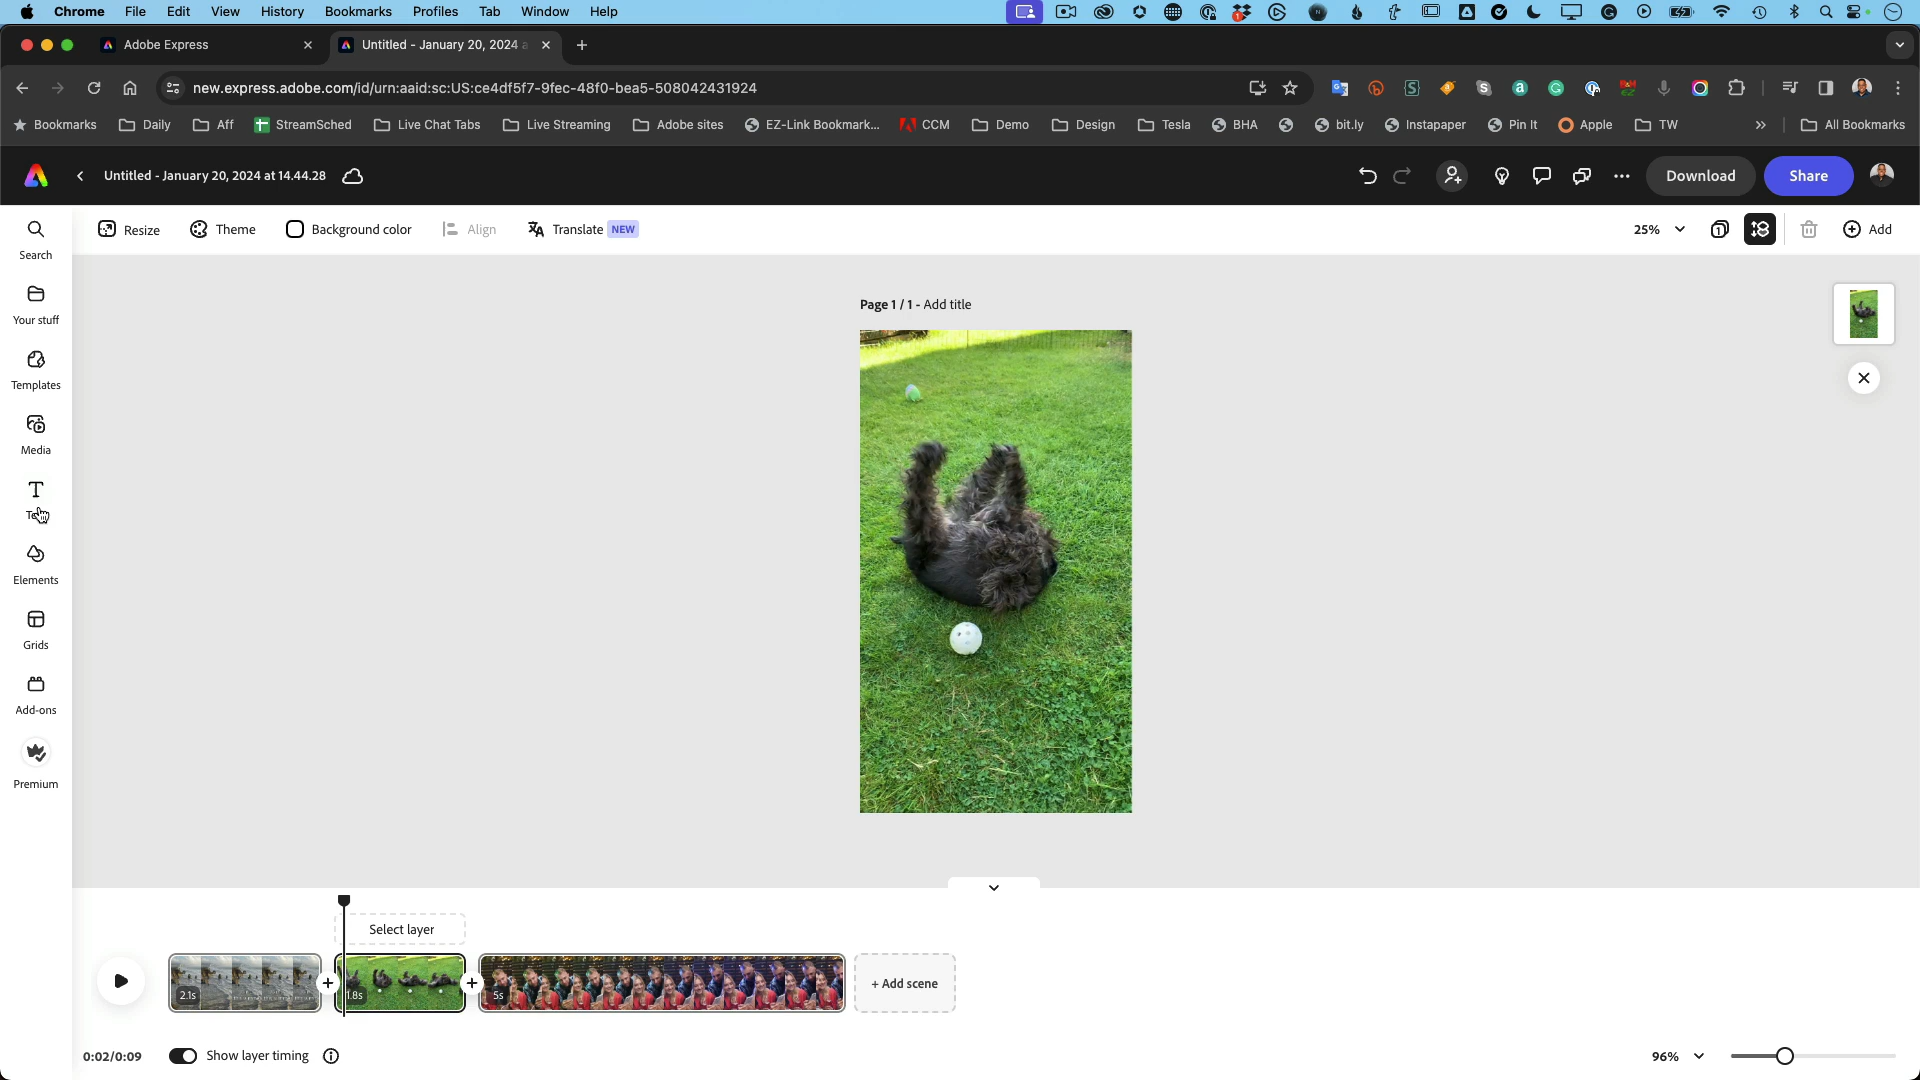 Chrome File Edit View History Bookmarks Profiles Tab Window Help
Adobe Express
Untitled - January 20, 2024 a
new.express.adobe.com/id/urn:aaid:sc:US:ce4df5f7-9fec-48f0-bea5-508042431924
Bookmarks Daily Aff StreamSched Live Chat Tabs Live Streaming Adobe sites EZ-Link Bookmark... CCM Demo Design Tesla BHA bit.ly Instapaper Pin It Apple TW » All Bookmarks
Untitled - January 20, 2024 at 14.44.28
Download
Share
Resize Theme Background color Align Translate NEW
25%
1
Add
Search
Your stuff
Templates
Media
Elements
Grids
Add-ons
Premium
Page 1 / 1 - Add title
Select layer
2.1s
1.8s
5s
+ Add scene
0:02/0:09
Show layer timing
96%